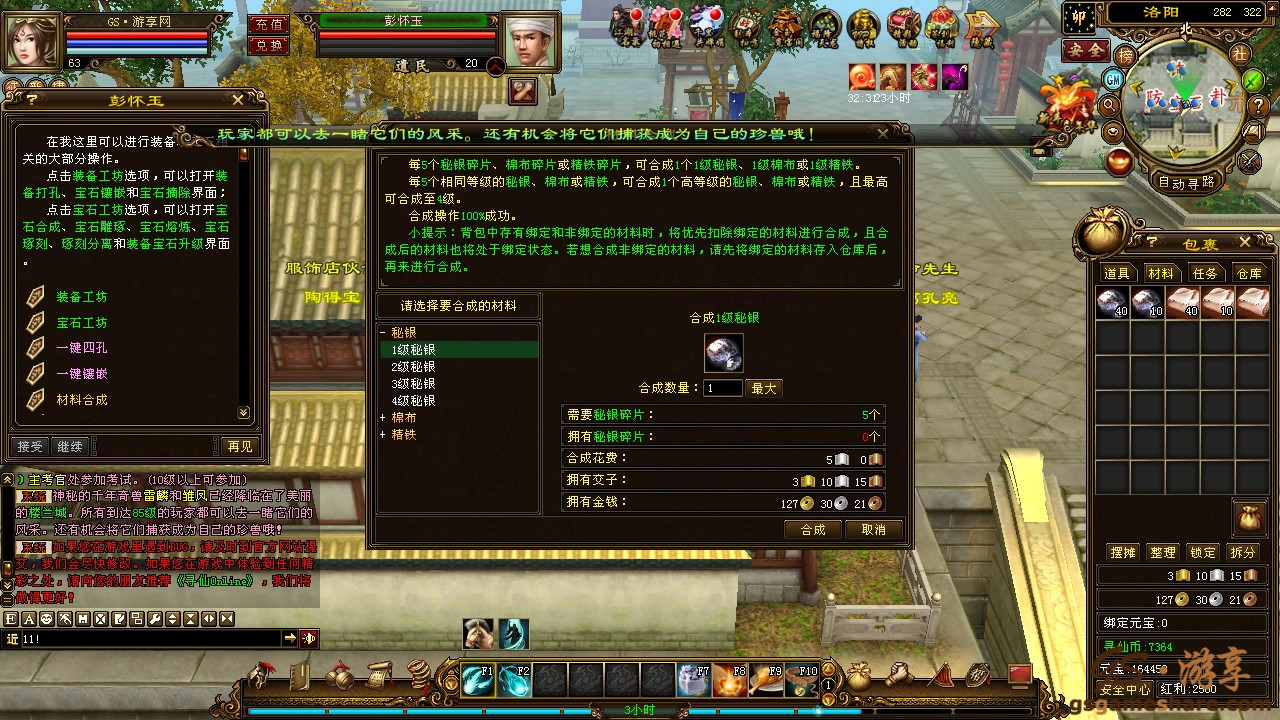 GS·游享网
63
充值
兑换
彭怀玉
遗民
20
32:31
23小时
洛阳
282 322
北
安全
榜
社
GM
防
卦
自动寻路
彭怀玉
在我这里可以进行装备
关的大部分操作。
点击装备工坊选项，可以打开装
备打孔、宝石镶嵌和宝石摘除界面；
点击宝石工坊选项，可以打开宝
石合成、宝石雕琢、宝石熔炼、宝石
琢刻、琢刻分离和装备宝石升级界面
。
装备工坊
宝石工坊
一键四孔
一键镶嵌
材料合成
接受
继续
再见
玩家都可以去一睹它们的风采。还有机会将它们捕获成为自己的珍兽哦！
每5个秘银碎片、棉布碎片或精铁碎片，可合成1个1级秘银、1级棉布或1级精铁。
每5个相同等级的秘银、棉布或精铁，可合成1个高等级的秘银、棉布或精铁，且最高
可合成至4级。
合成操作100%成功。
小提示：背包中存有绑定和非绑定的材料时，将优先扣除绑定的材料进行合成，且合
成后的材料也将处于绑定状态。若想合成非绑定的材料，请先将绑定的材料存入仓库后，
再来进行合成。
请选择要合成的材料
- 秘银
1级秘银
2级秘银
3级秘银
4级秘银
+ 棉布
+ 精铁
合成1级秘银
合成数量：
1
最大
需要秘银碎片：
5个
拥有秘银碎片：
0个
合成花费：
5 0
拥有交子：
3 10 15
拥有金钱：
127 30 21
合成
取消
服饰店伙
陶得宝
先生
孔亮
包裹
道具
材料
任务
仓库
40
10
40
10
摆摊
整理
锁定
拆分
3 10 15
127 30 21
绑定元宝:0
寻仙币:7364
安全中心
主考官处参加考试。(10级以上可参加)
系统 神秘的千年奇兽雷麟和雏凤已经降临在了美丽
的楼兰城。所有到达85级的玩家都可以去一睹它们的
风采。还有机会将它们捕获成为自己的珍兽哦!
系统 如果您在游戏里遇到BUG，请及时到官方网站提
交，我们会尽快修改。如果您在游戏中体验到任何精
彩之处，请向您的朋友推荐《寻仙Online》，我们将
做得更好！
近
11!
F1
F2
F7
F8
F9
F10
1
3小时
游享